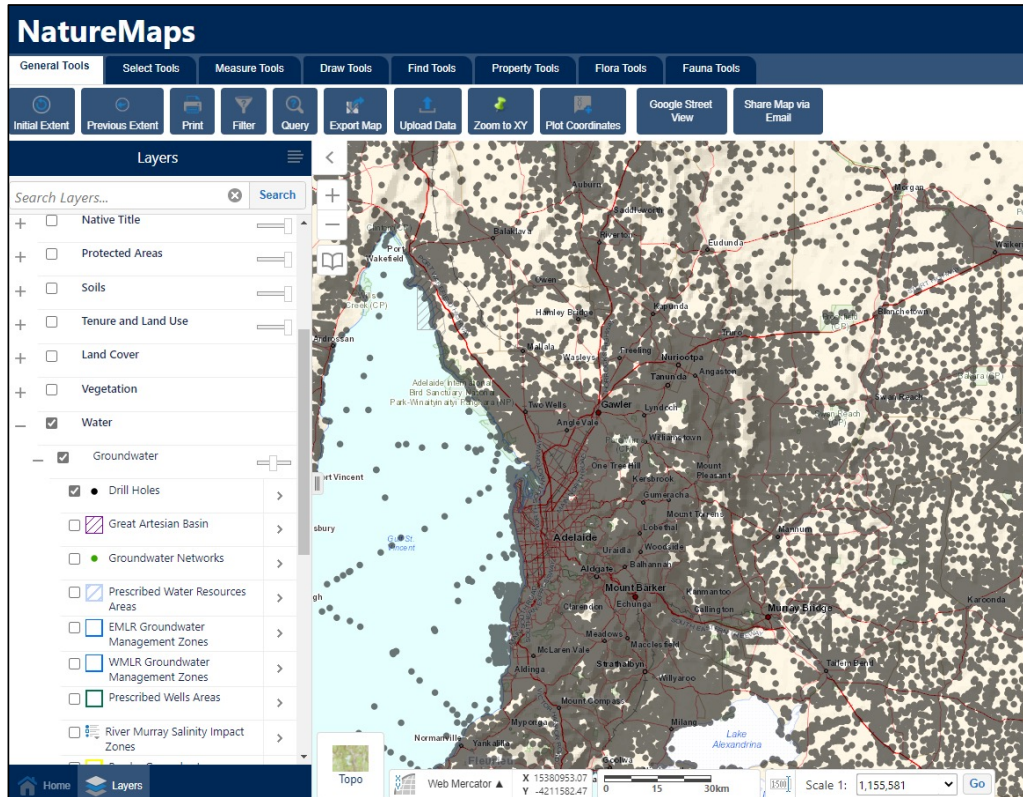 NatureMaps
General Tools
Select Tools
Measure Tools
Draw Tools
Find Tools
Property Tools
Flora Tools
Fauna Tools
Initial Extent
Previous Extent
Print
Filter
Query
Export Map
Upload Data
Zoom to XY
Plot Coordinates
Google Street
View
Share Map via
Email
Layers
Search Layers...
Search
Native Title
Protected Areas
Soils
Tenure and Land Use
Land Cover
Vegetation
Water
Groundwater
Drill Holes
Great Artesian Basin
Groundwater Networks
Prescribed Water Resources
Areas
EMLR Groundwater
Management Zones
WMLR Groundwater
Management Zones
Prescribed Wells Areas
River Murray Salinity Impact
Zones
Home
Layers
Auburn
Saddleworth
Morgan
Balaklava
Riverton
Port
Wakefield
Eudunda
Waiker
Owen
Creek (CP)
Hamley Bridge
Kapunda
Blanchetown
Truro
Mallala
Wasleys
Freeling
Nuriootpa
Tanunda
Angaston
Adelaide International
Bird Sanctuary National
Park-Winaityinaityi Pangkara (NP)
Swan Reach
Two Wells
Gawler
Lyndoch
Angle Vale
Williamstown
One Tree Hill
Mount
Pleasant
Kersbrook
Gumeracha
Mount Torrens
Mannum
Lobethal
Adelaide
Uraidla
Woodside
Gulf St
Vincent
Aldgate
Balhannah
Mount Barker
Kanmantoo
Karoonda
Clarendon
Echunga
Callington
Murray Bridge
Meadows
Macclesfield
McLaren Vale
Aldinga
Strathalbyn
Willyaroo
Tailem Bend
Mount Compass
Myponga
Milang
Normanville
Yankalilla
Lake
Alexandrina
Goolwa
Topo
Web Mercator ▲
X 15380953.07
Y -4211582.47
0 15 30km
Scale 1:
1,155,581
Go